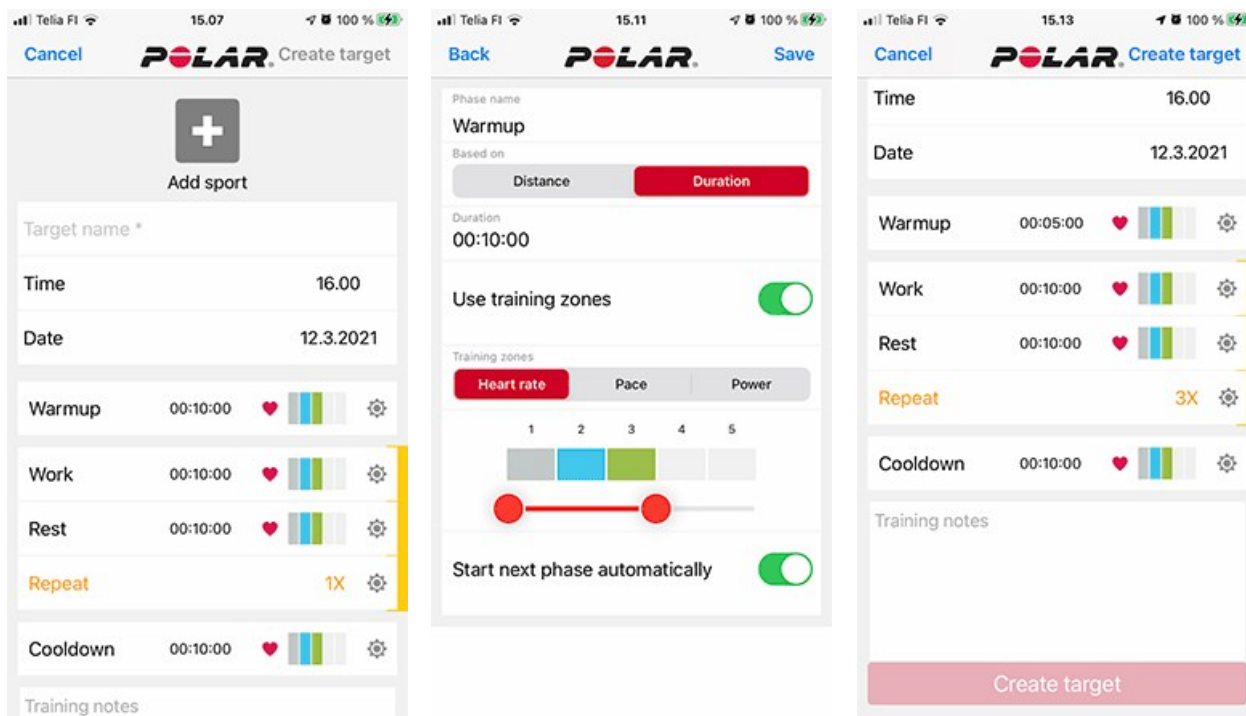 Telia FI 15.07 100 %
Cancel POLAR. Create target
Add sport
Target name *
Time 16.00
Date 12.3.2021
Warmup 00:10:00
Work 00:10:00
Rest 00:10:00
Repeat 1X
Cooldown 00:10:00
Training notes
Telia FI 15.11 100 %
Back POLAR. Save
Phase name
Warmup
Based on
Distance Duration
Duration
00:10:00
Use training zones
Training zones
Heart rate Pace Power
1 2 3 4 5
Start next phase automatically
Telia FI 15.13 100 %
Cancel POLAR. Create target
Time 16.00
Date 12.3.2021
Warmup 00:05:00
Work 00:10:00
Rest 00:10:00
Repeat 3X
Cooldown 00:10:00
Training notes
Create target